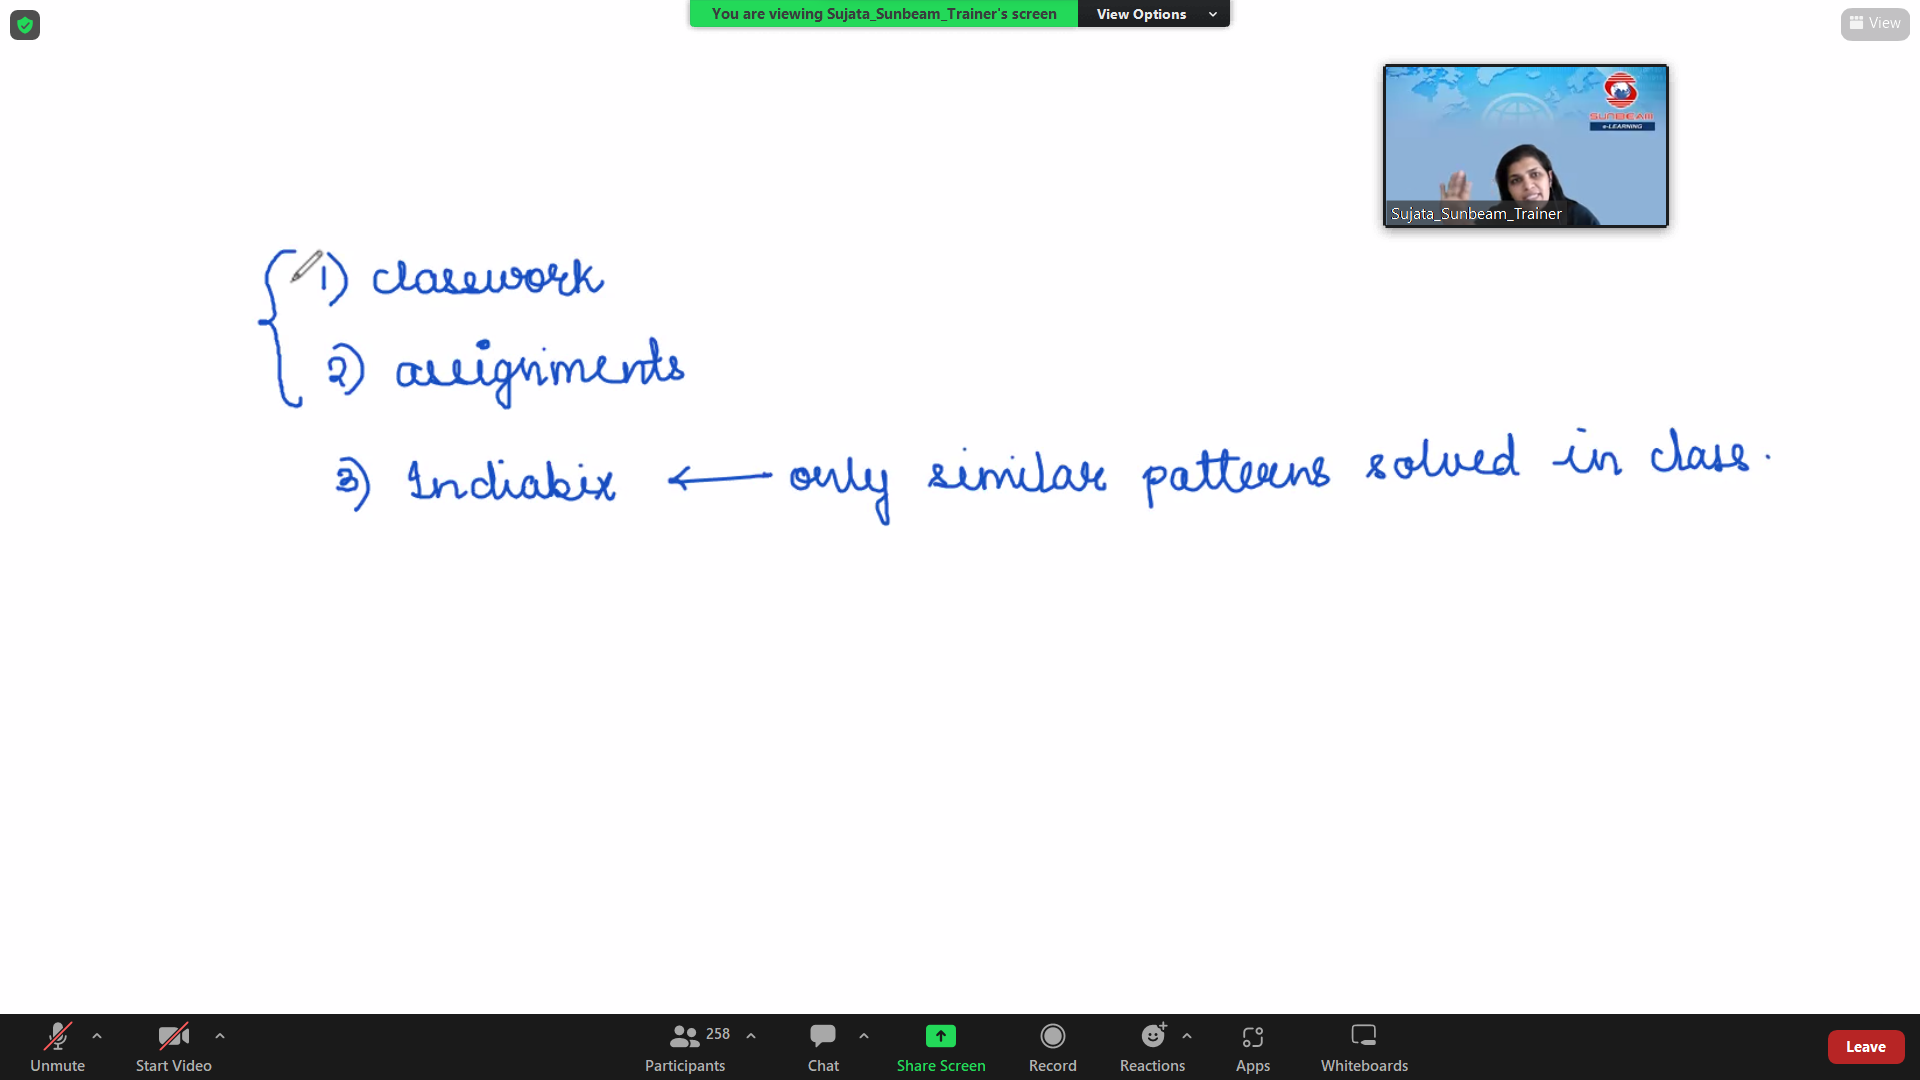 You are viewing Sujata_Sunbeam_Trainer's screen View Options
View
SUNBEAM
e-LEARNING
Sujata_Sunbeam_Trainer
1) classwork
2) assignments
3) Indiabix ← only similar patterns solved in class.
Unmute Start Video Participants 258 Chat Share Screen Record Reactions Apps Whiteboards Leave